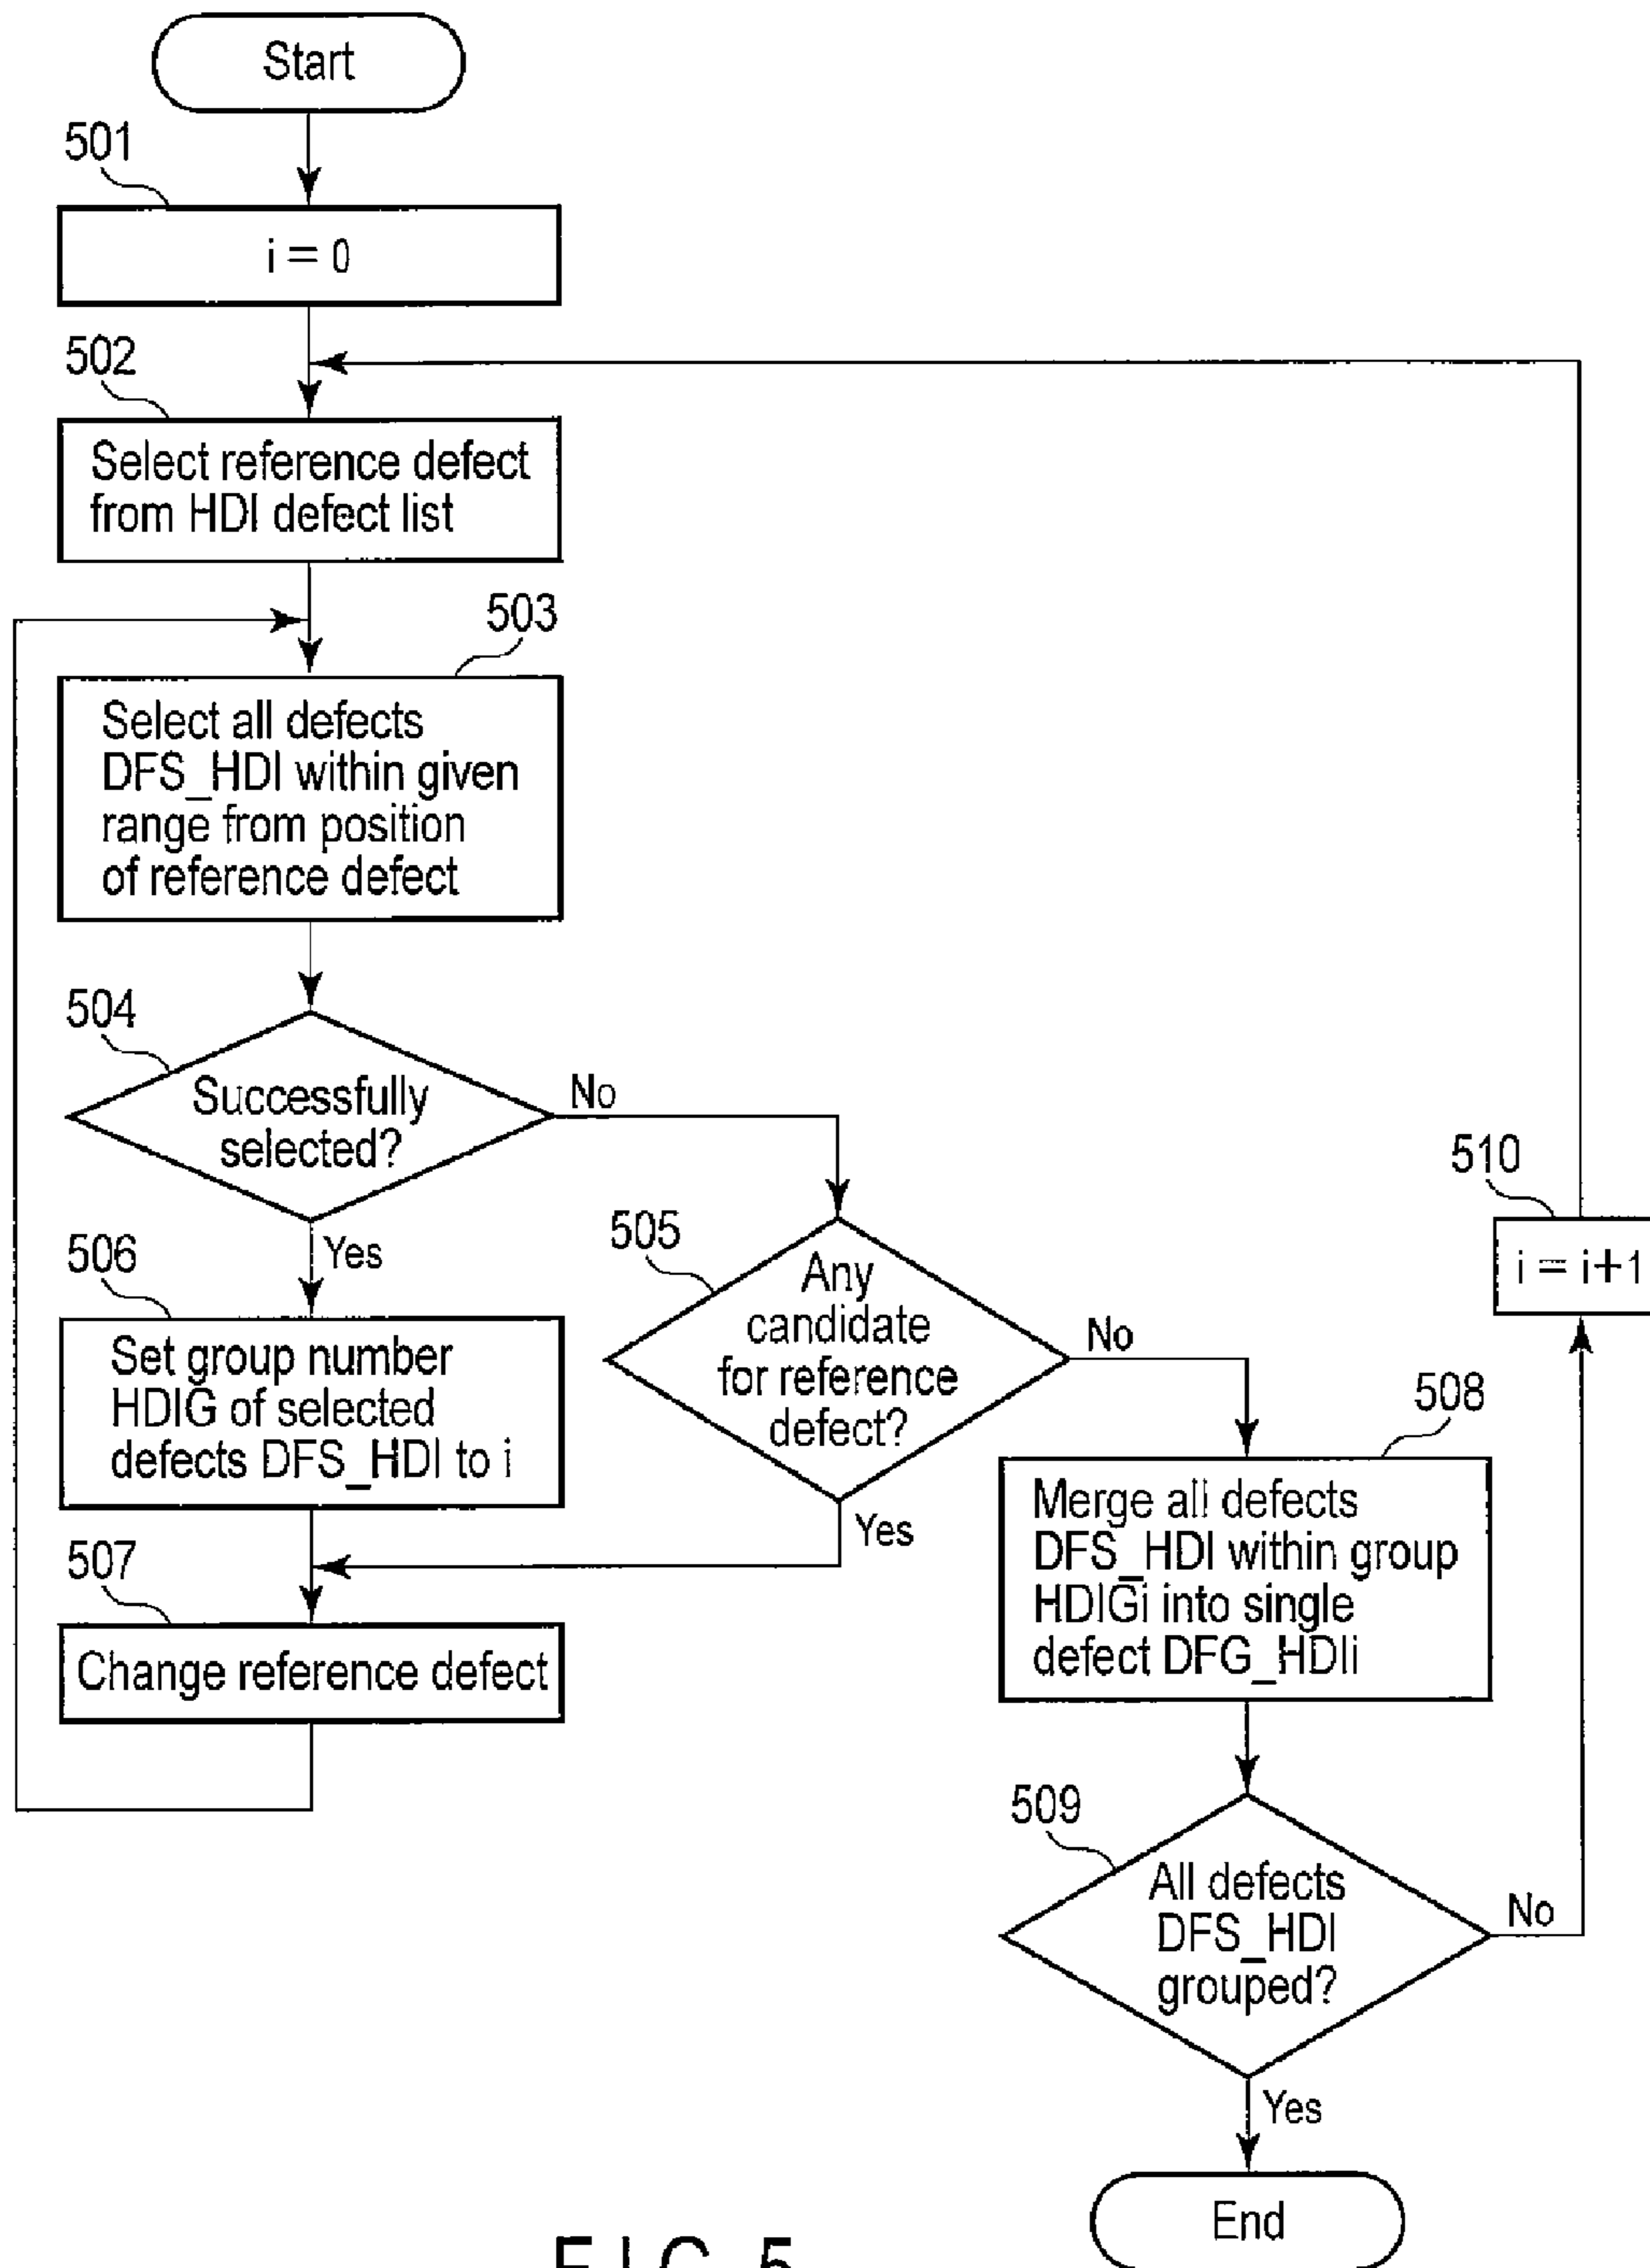 Start
501
i = 0
502
Select reference defect
from HDI defect list
503
Select all defects
DFS_HDI within given
range from position
of reference defect
504
Successfully
selected?
No
Yes
505
Any
candidate
for reference
defect?
No
Yes
506
Set group number
HDIG of selected
defects DFS_HDI to i
507
Change reference defect
508
Merge all defects
DFS_HDI within group
HDIGi into single
defect DFG_HDIi
509
All defects
DFS_HDI
grouped?
No
Yes
510
i = i+1
End
FIG. 5